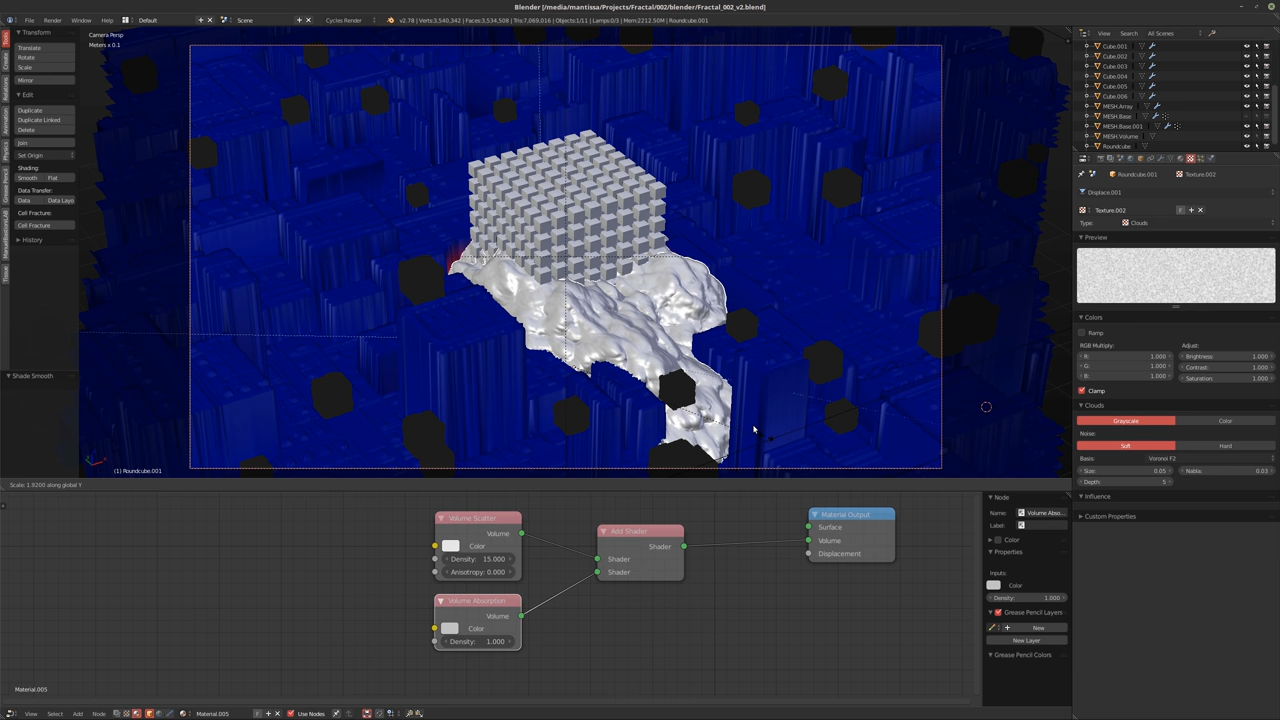 Blender [/media/mantissa/Projects/Fractal/002/blender/Fractal_002_v2.blend]
File Render Window Help Default Scene Cycles Render v2.78 | Verts:3,540,342 | Faces:3,534,508 | Tris:7,069,016 | Objects:1/11 | Lamps:0/3 | Mem:2212.50M | Roundcube.001
Transform
Translate
Rotate
Scale
Mirror
Edit
Duplicate
Duplicate Linked
Delete
Join
Set Origin
Shading:
Smooth Flat
Data Transfer:
Data Data Layo
Cell Fracture:
Cell Fracture
History
Shade Smooth
Tools
Create
Relations
Animation
Physics
Grease Pencil
Tissue
Camera Persp
Meters x 0.1
(1) Roundcube.001
Scale: 1.9200 along global Y
View Search All Scenes
Cube.001
Cube.002
Cube.003
Cube.004
Cube.005
Cube.006
MESH.Array
MESH.Base
MESH.Base.001
MESH.Volume
Roundcube
Roundcube.001 Texture.002
Displace.001
Texture.002 F
Type: Clouds
Preview
Colors
Ramp
RGB Multiply: Adjust:
R: 1.000 Brightness: 1.000
G: 1.000 Contrast: 1.000
B: 1.000 Saturation: 1.000
Clamp
Clouds
Grayscale Color
Noise:
Soft Hard
Basis: Voronoi F2
Size: 0.05 Nabla: 0.03
Depth: 5
Influence
Custom Properties
Volume Scatter
Volume
Color
Density: 15.000
Anisotropy: 0.000
Volume Absorption
Volume
Color
Density: 1.000
Add Shader
Shader
Shader
Shader
Material Output
Surface
Volume
Displacement
Node
Name: Volume Abso...
Label:
Color
Properties
Inputs:
Color
Density: 1.000
Grease Pencil Layers
New
New Layer
Grease Pencil Colors
Material.005
View Select Add Node Material.005 F Use Nodes